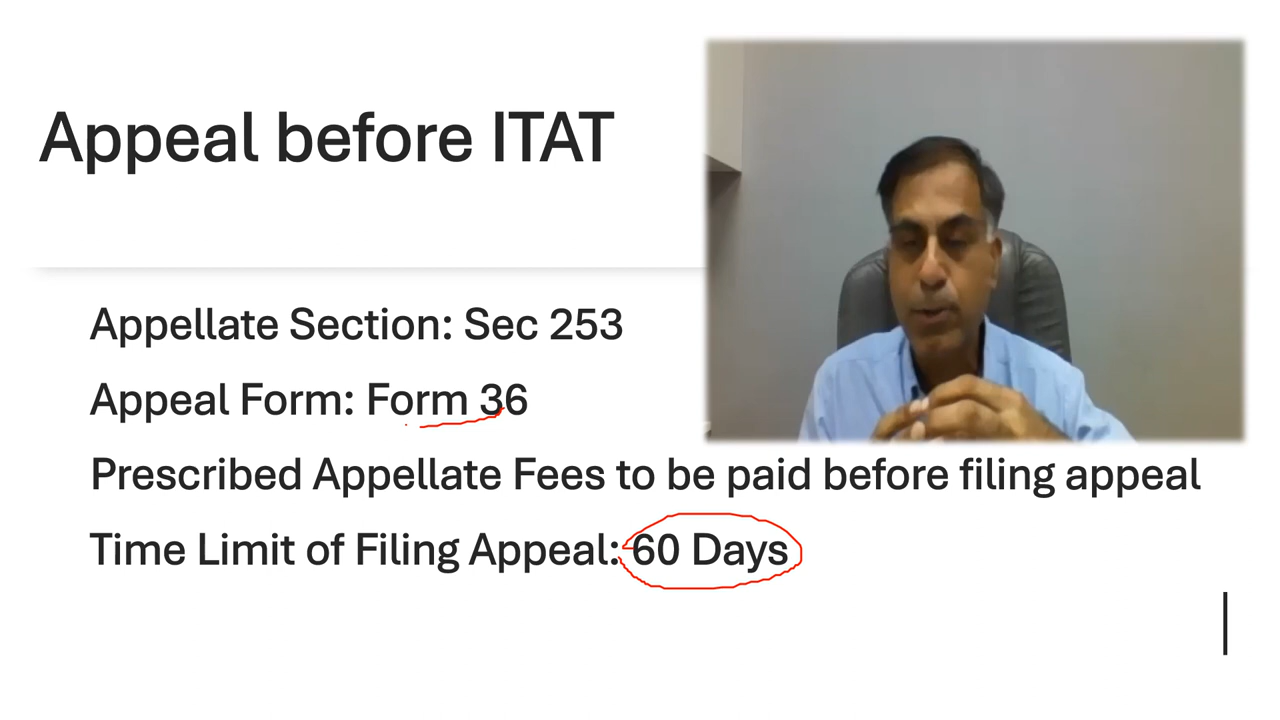 Appeal before ITAT
Appellate Section: Sec 253
Appeal Form: Form 36
Prescribed Appellate Fees to be paid before filing appeal
Time Limit of Filing Appeal: 60 Days